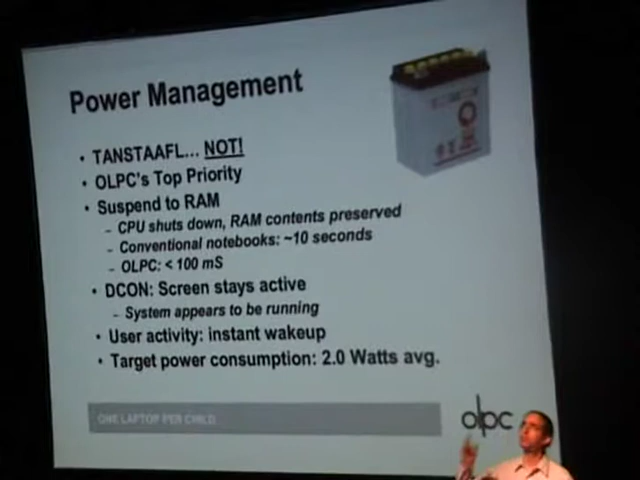 Power Management
• TANSTAAFL... NOT!
• OLPC's Top Priority
• Suspend to RAM
– CPU shuts down, RAM contents preserved
– Conventional notebooks: ~10 seconds
– OLPC: < 100 mS
• DCON: Screen stays active
– System appears to be running
• User activity: instant wakeup
• Target power consumption: 2.0 Watts avg.
ONE LAPTOP PER CHILD
olpc